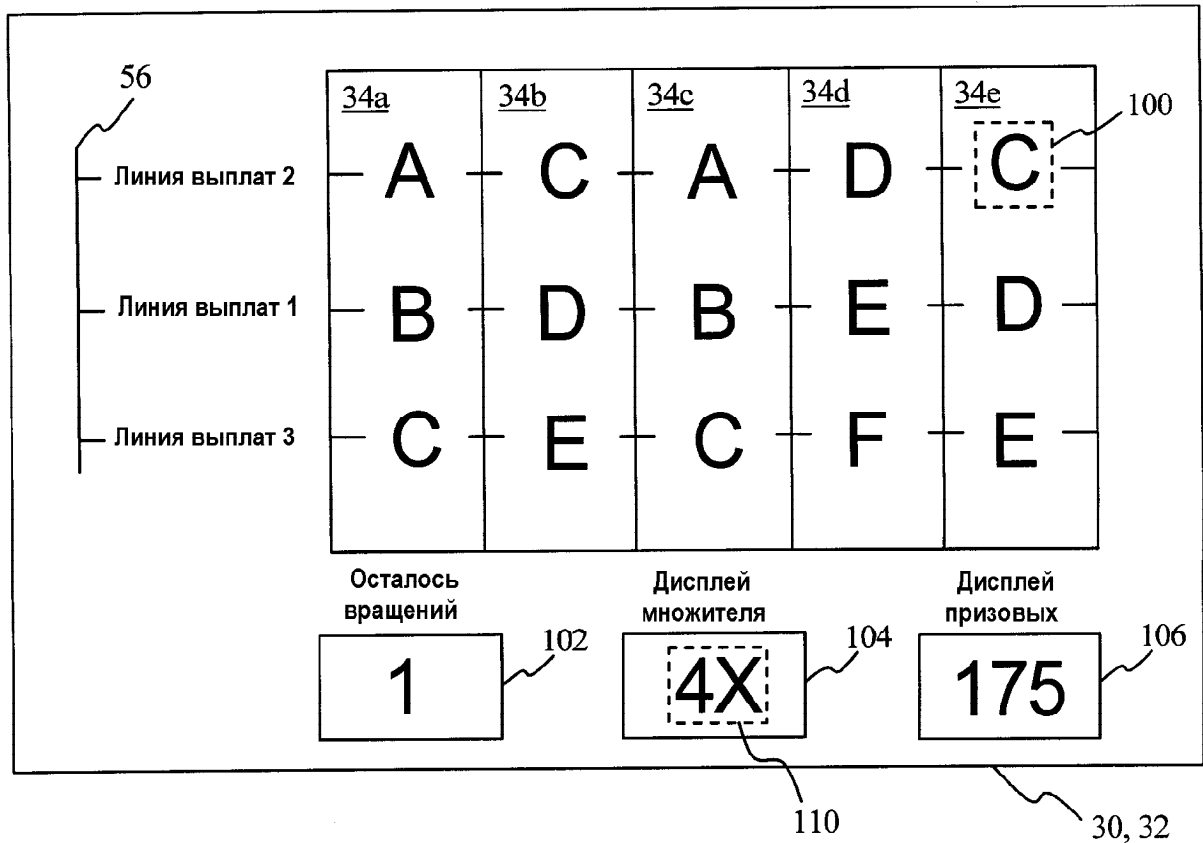 56
34a 34b 34c 34d 34e
100
Линия выплат 2 A C A D C
Линия выплат 1 B D B E D
Линия выплат 3 C E C F E
Осталось вращений
Дисплей множителя
Дисплей призовых
1 102
4X 104
175 106
110
30, 32